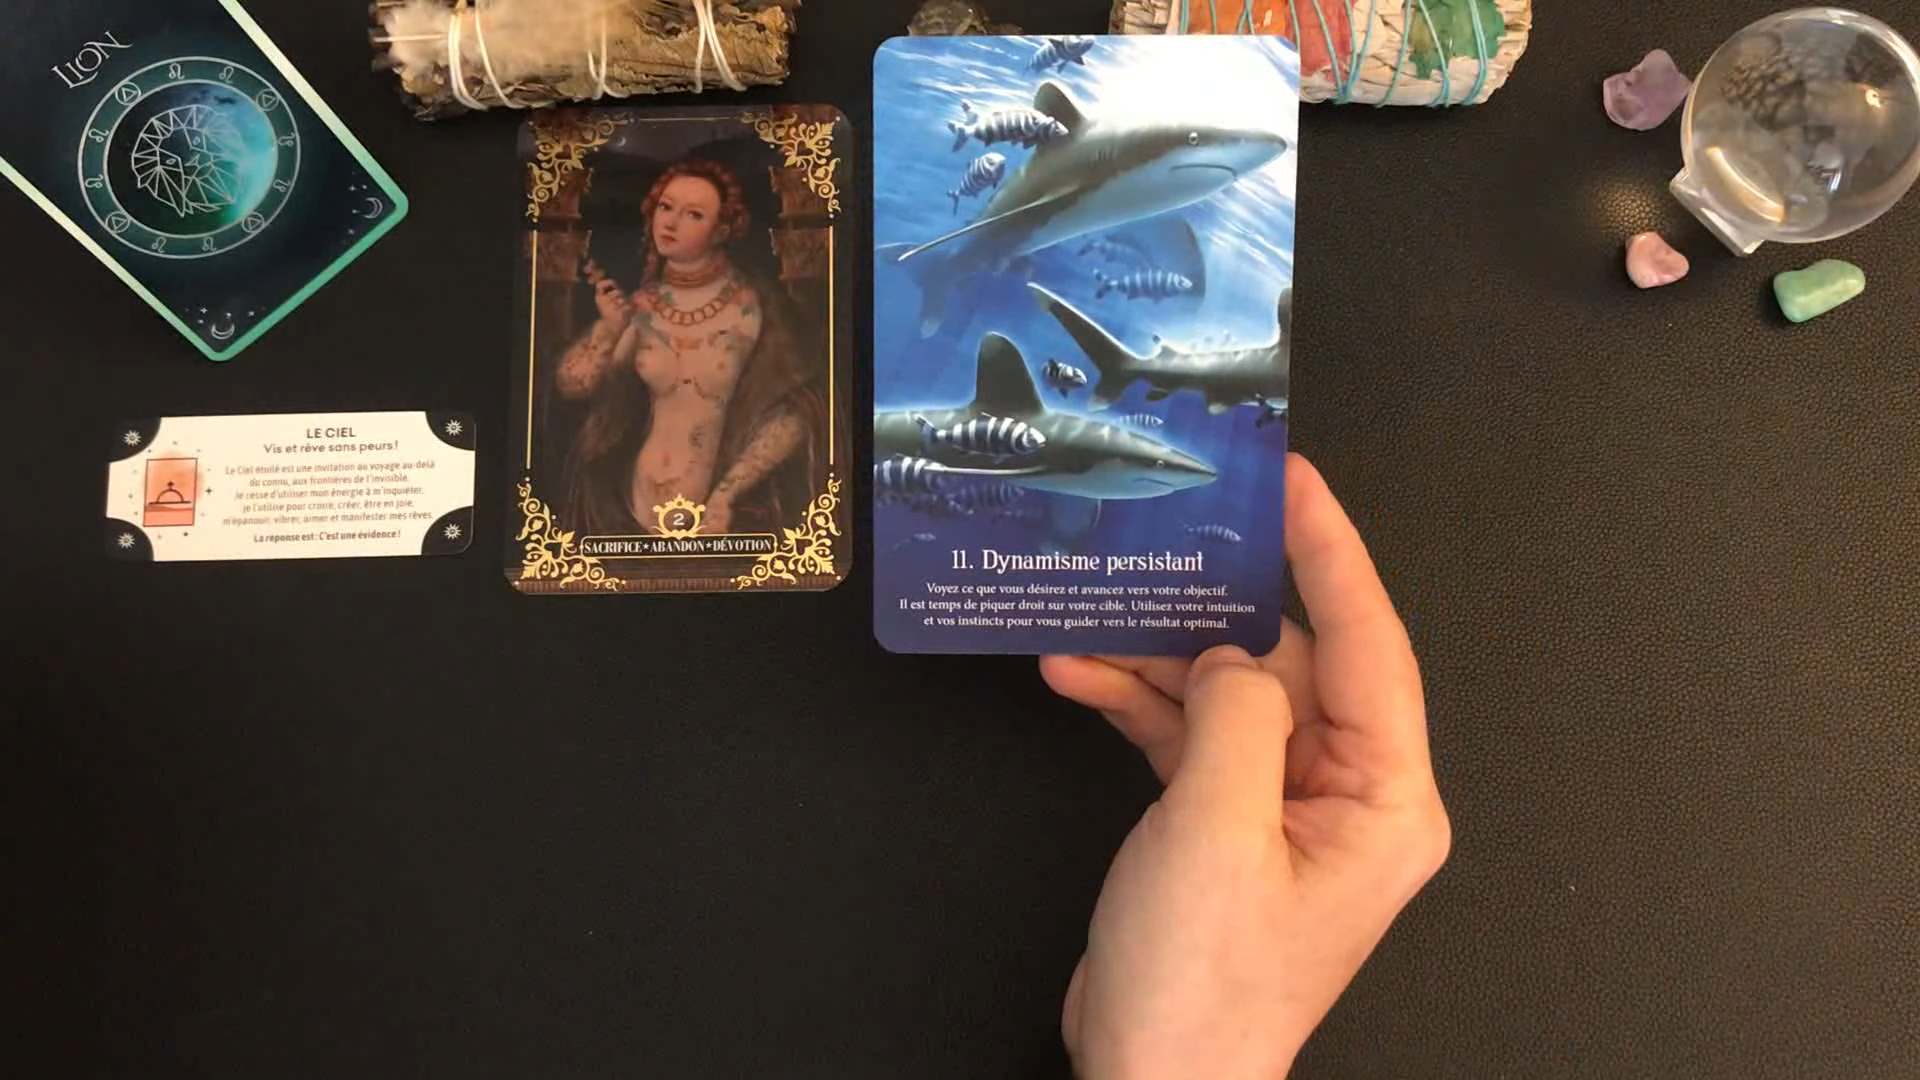 LION
LE CIEL
Vis et rêve sans peurs !
Le Ciel étoilé est une invitation au voyage au-delà
du connu, aux frontières de l'invisible.
Je cesse d'utiliser mon énergie à m'inquiéter,
je l'utilise pour croire, créer, être en joie,
m'épanouir, vibrer, aimer et manifester mes rêves.
La réponse est : C'est une évidence !
2
SACRIFICE★ABANDON★DÉVOTION
11. Dynamisme persistant
Voyez ce que vous désirez et avancez vers votre objectif.
Il est temps de piquer droit sur votre cible. Utilisez votre intuition
et vos instincts pour vous guider vers le résultat optimal.